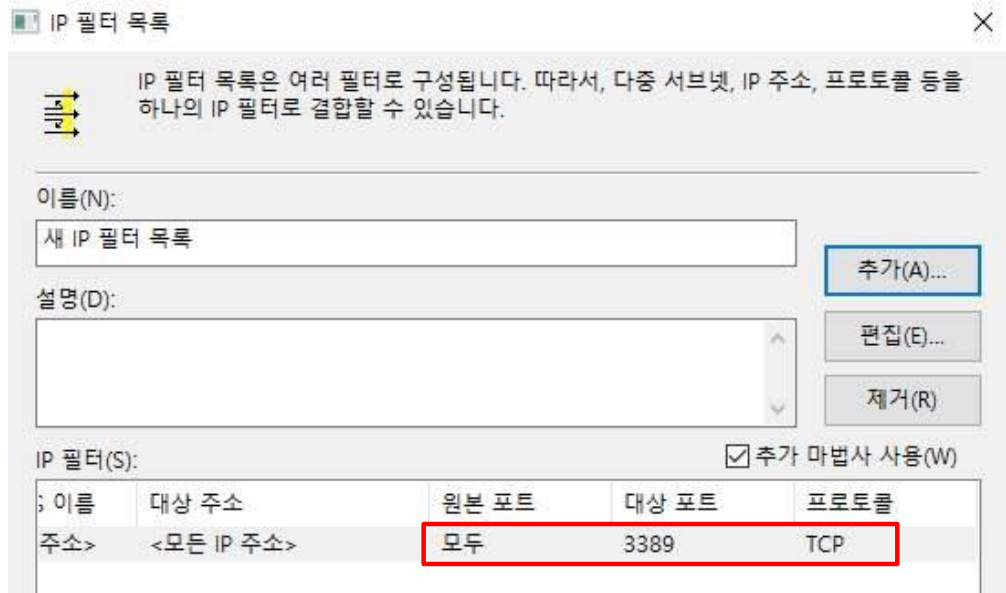 IP 필터 목록
IP 필터 목록은 여러 필터로 구성됩니다. 따라서, 다중 서브넷, IP 주소, 프로토콜 등을
하나의 IP 필터로 결합할 수 있습니다.
이름(N):
새 IP 필터 목록
추가(A)...
설명(D):
편집(E)...
제거(R)
IP 필터(S):
추가 마법사 사용(W)
이름 대상 주소 원본 포트 대상 포트 프로토콜
주소> <모든 IP 주소> 모두 3389 TCP